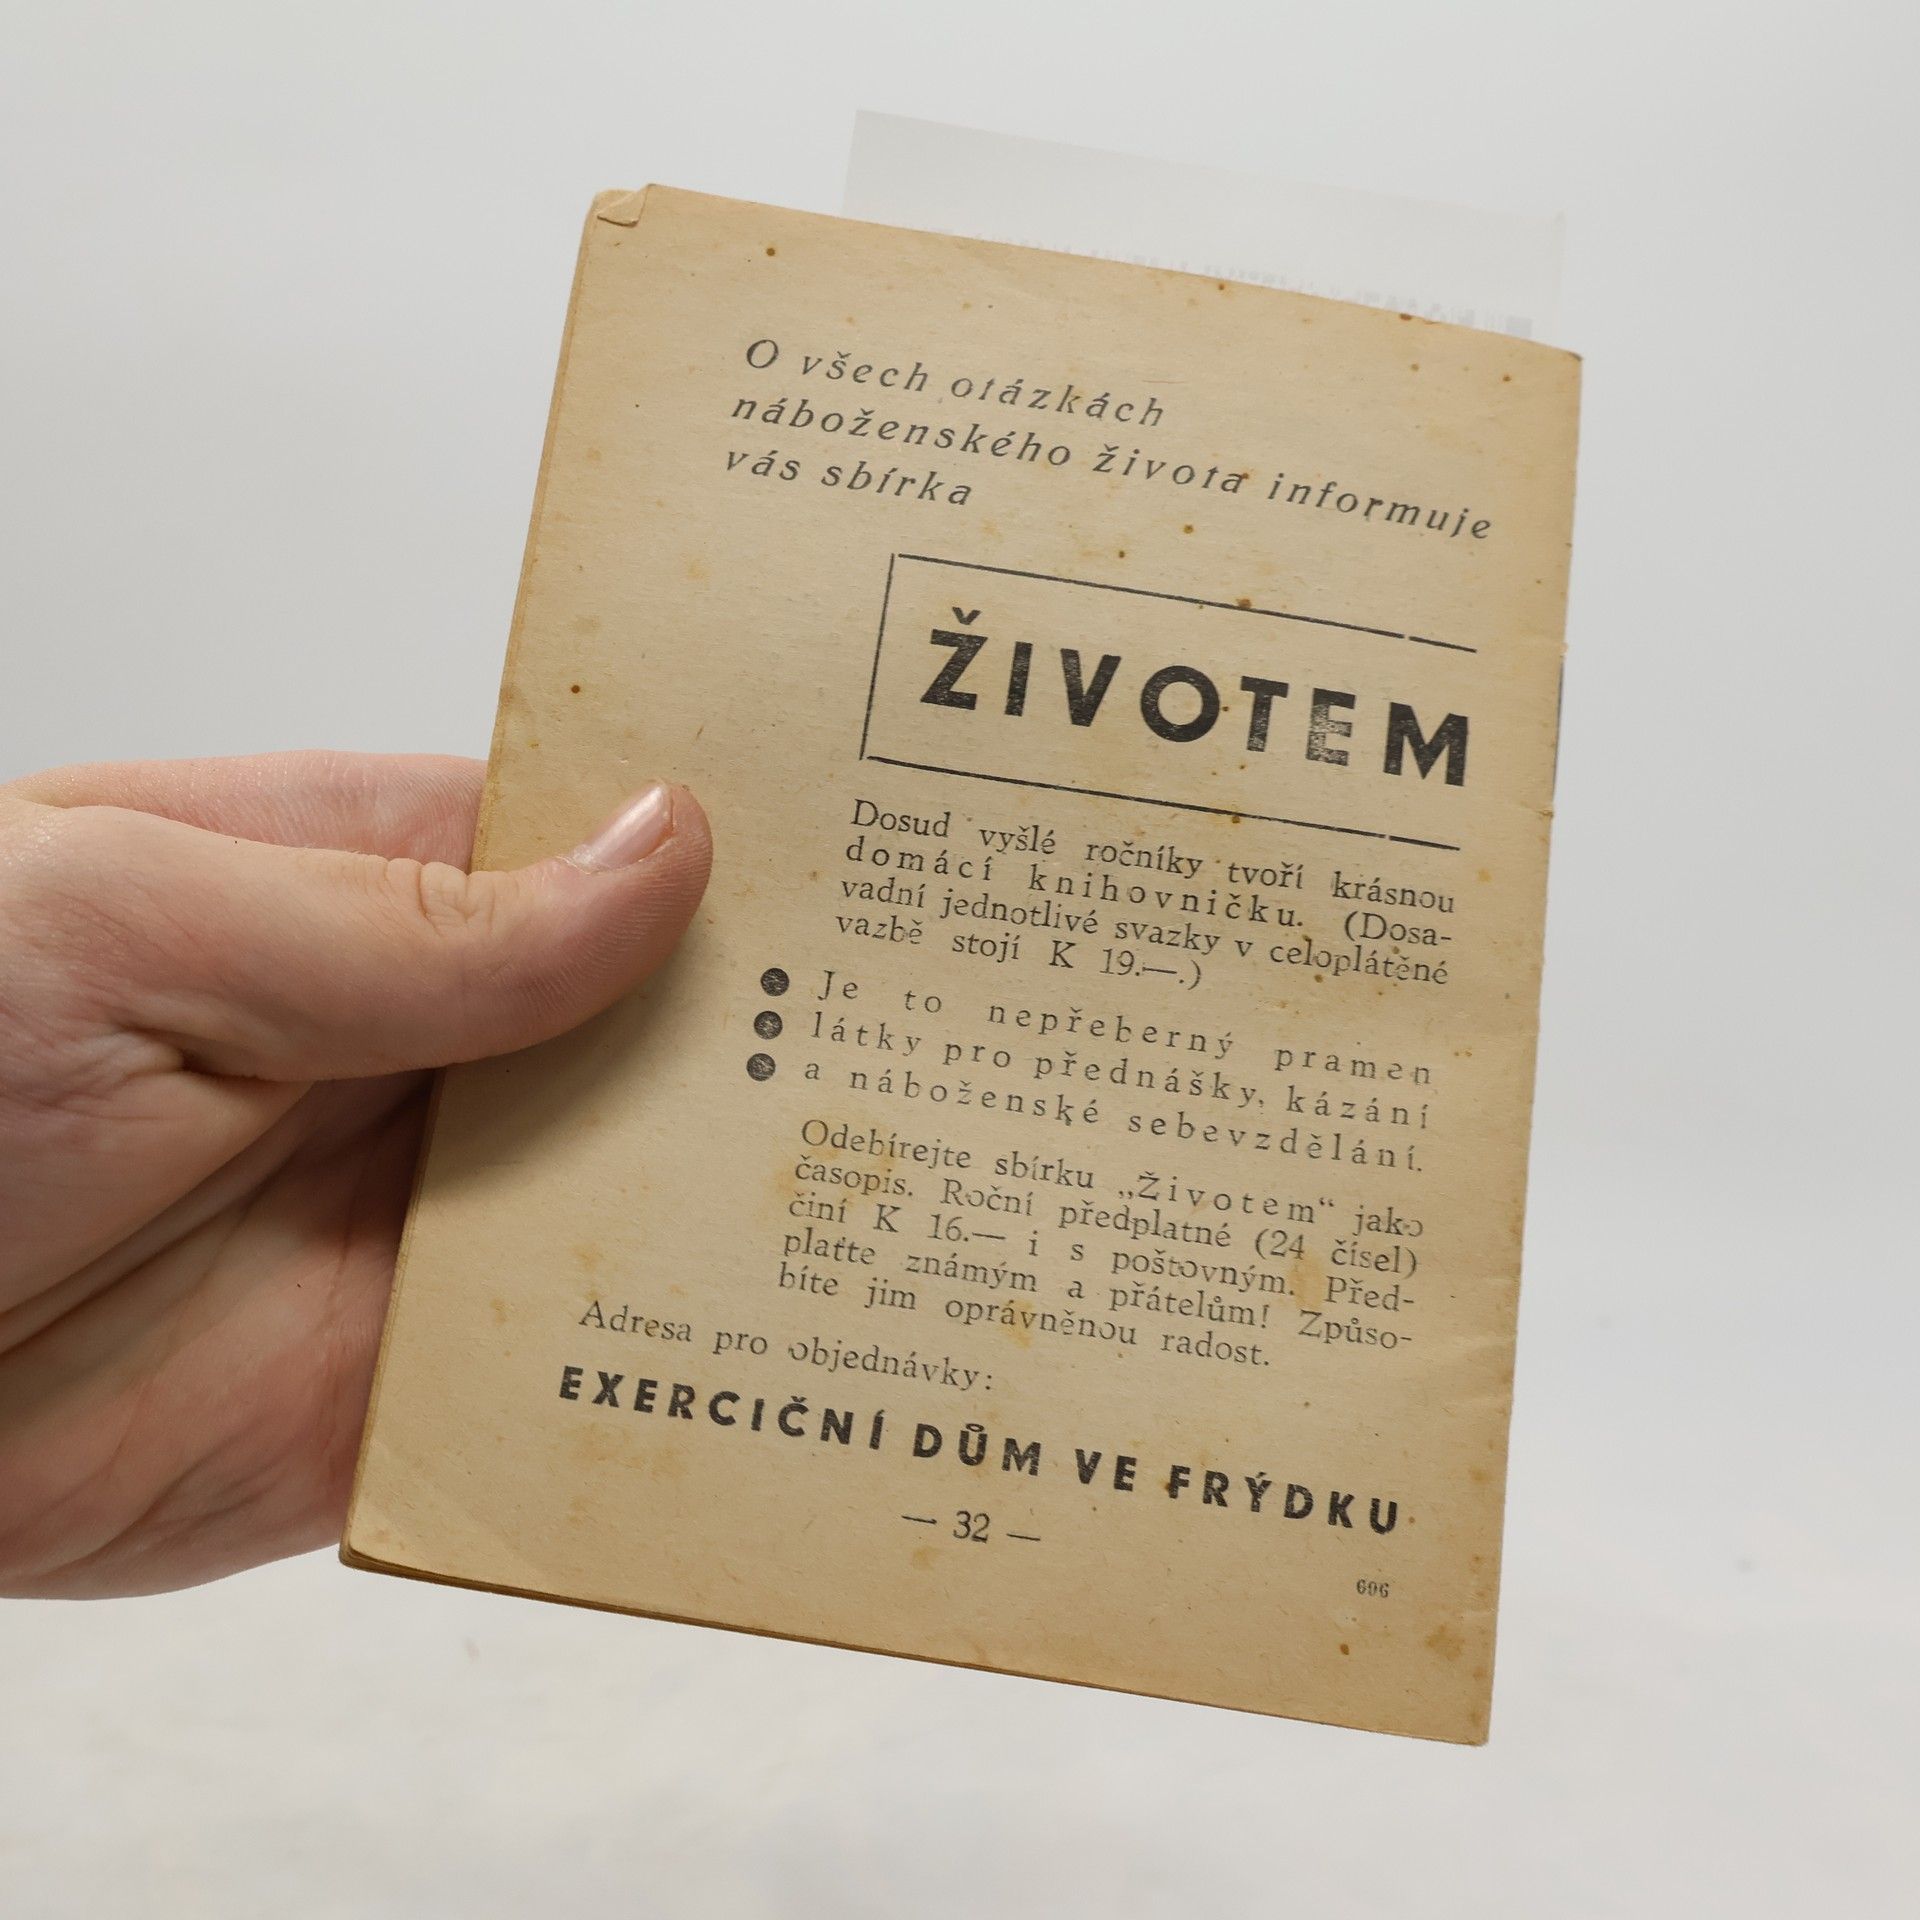 O všech otázkách
náboženského života informuje
vás sbírka
ŽIVOTEM
Dosud vyšlé ročníky tvoří krásnou
domácí knihovničku. (Dosa-
vadní jednotlivé svazky v celoplátěné
vazbě stojí K 19.—.)
● Je to nepřeberný pramen
● látky pro přednášky, kázání
● a náboženské sebevzdělání.
Odebírejte sbírku „Životem“ jako
časopis. Roční předplatné (24 čísel)
činí K 16.— i s poštovným. Před-
plaťte známým a přátelům! Způso-
bíte jim oprávněnou radost.
Adresa pro objednávky:
EXERCIČNÍ DŮM VE FRÝDKU
— 32 —
606